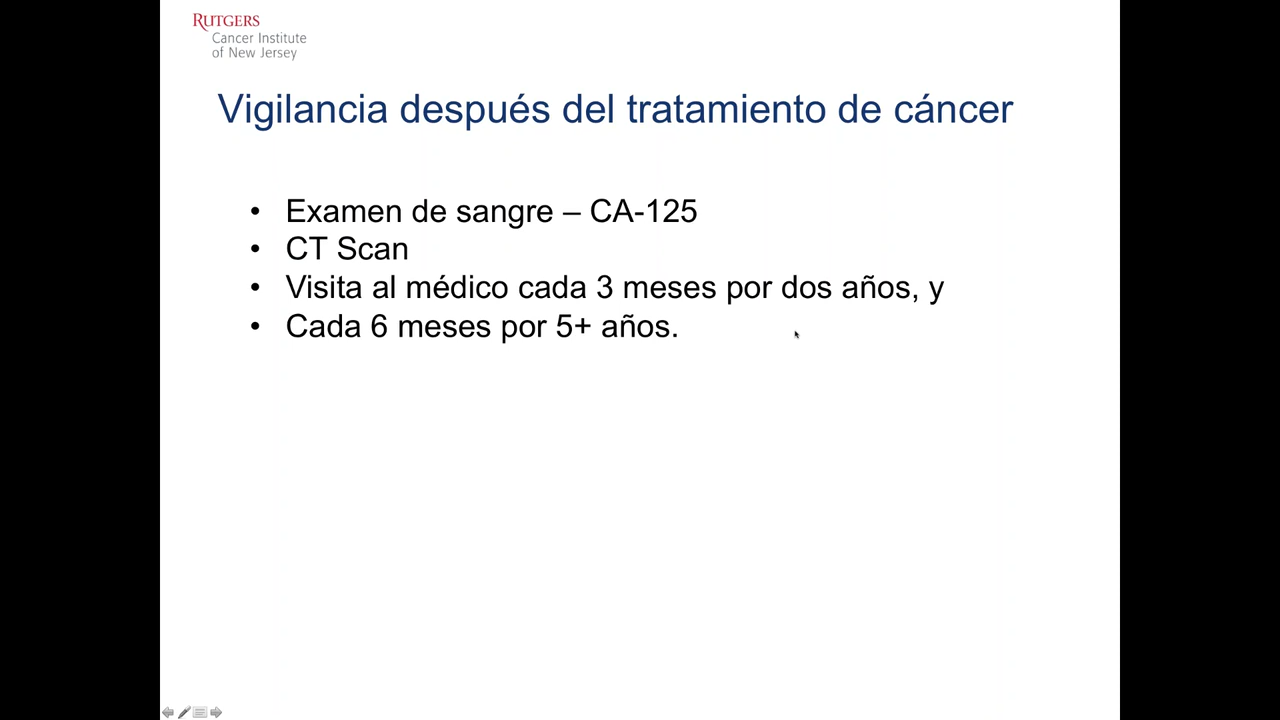 RUTGERS
Cancer Institute
of New Jersey
Vigilancia después del tratamiento de cáncer
• Examen de sangre – CA-125
• CT Scan
• Visita al médico cada 3 meses por dos años, y
• Cada 6 meses por 5+ años.